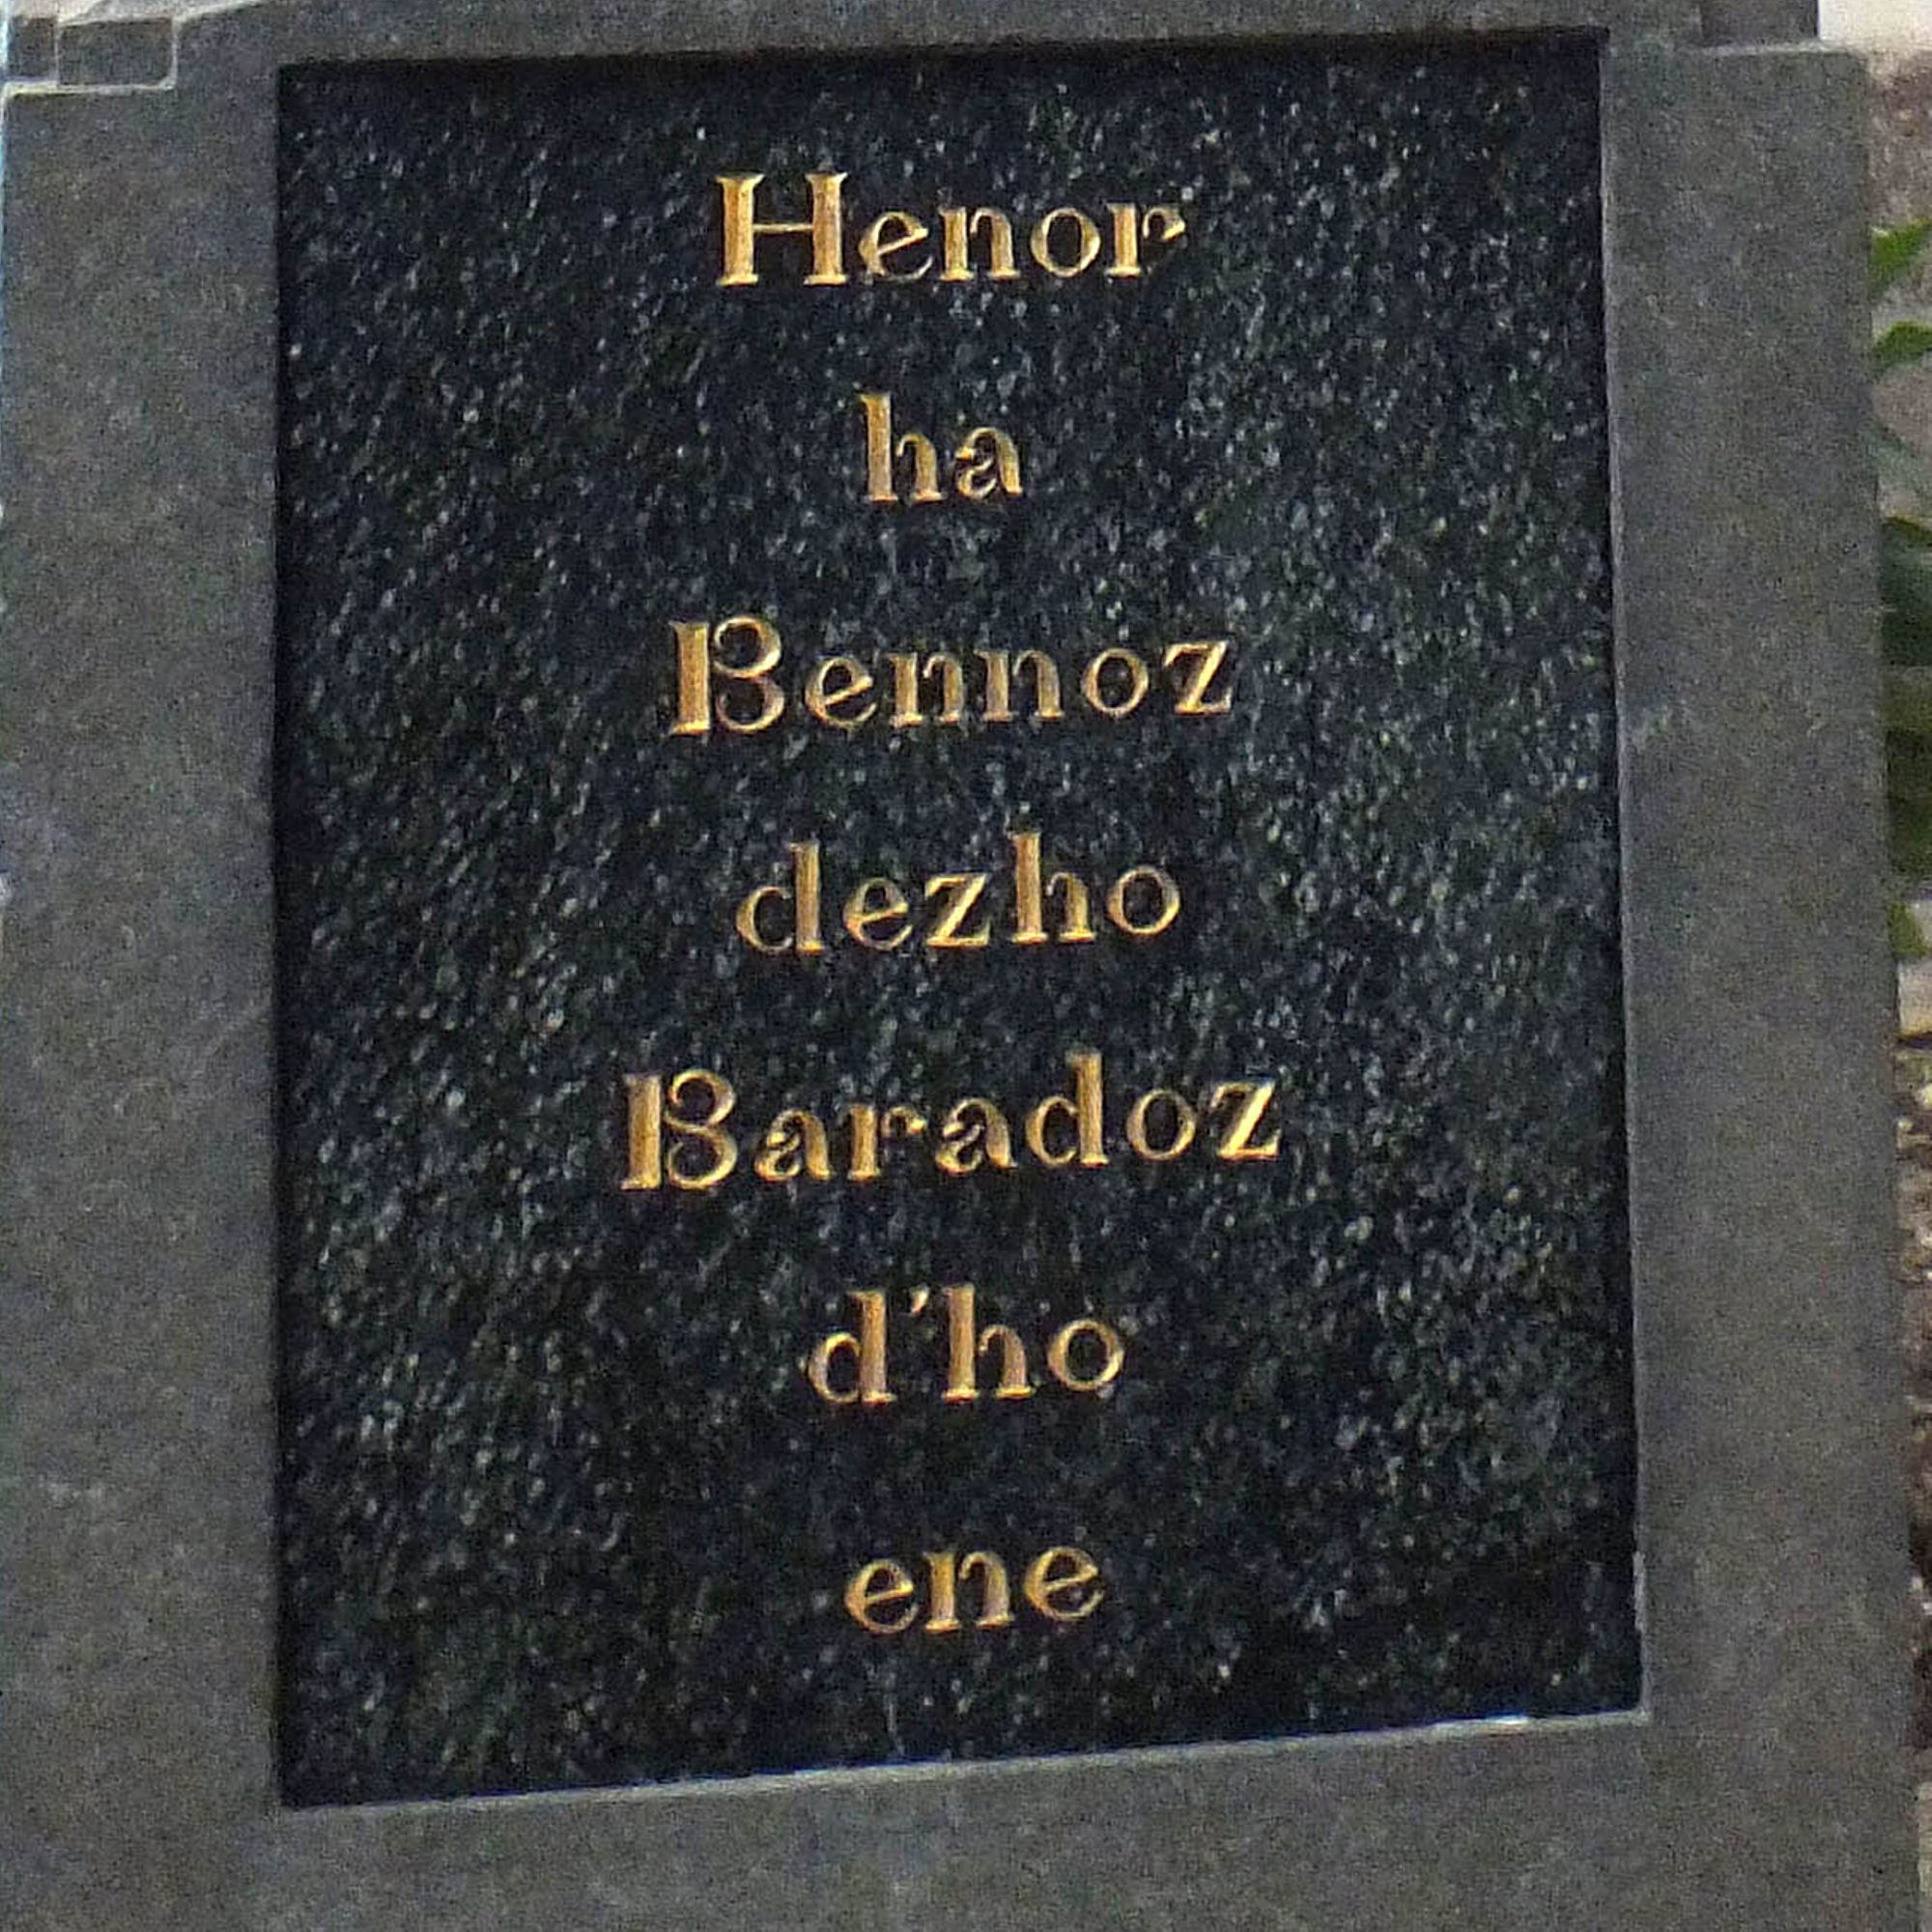 Henor
ha
Bennoz
dezho
Baradoz
d'ho
ene